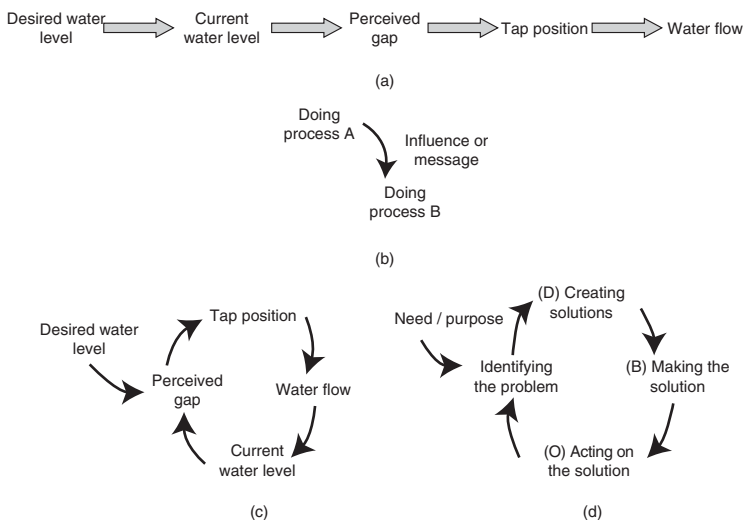 Desired water
level
Current
water level
Perceived
gap
Tap position
Water flow
(a)
Doing
process A
Influence or
message
Doing
process B
(b)
Desired water
level
Tap position
Perceived
gap
Water flow
Current
water level
(c)
Need / purpose
(D) Creating
solutions
Identifying
the problem
(B) Making the
solution
(O) Acting on
the solution
(d)